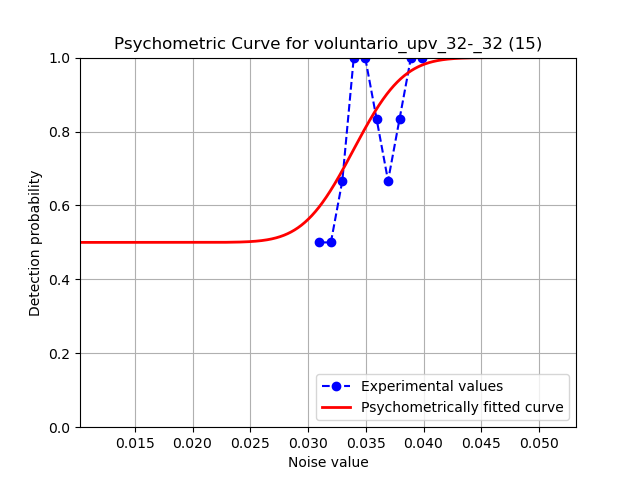 Psychometric Curve for voluntario_upv_32-_32 (15)
1.0
0.8
0.6
0.4
0.2
0.0
Detection probability
Experimental values
Psychometrically fitted curve
0.015 0.020 0.025 0.030 0.035 0.040 0.045 0.050
Noise value